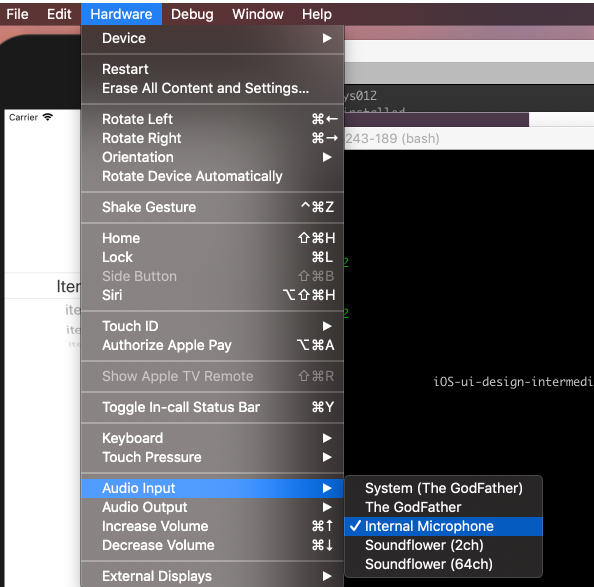 File Edit Hardware Debug Window Help
Device
Restart
Erase All Content and Settings...
ys012
installed
Carrier
Rotate Left ⌘←
Rotate Right ⌘→
243-189 (bash)
Orientation
Rotate Device Automatically
Shake Gesture ^⌘Z
Home ⇧⌘H
Lock ⌘L
2
Side Button ⇧⌘B
Iter
Siri ⌥⇧⌘H
ite
2
Touch ID
ite
ite
Authorize Apple Pay ⌥⌘A
Show Apple TV Remote ⇧⌘R
iOS-ui-design-intermedi
Toggle In-call Status Bar ⌘Y
Keyboard
Touch Pressure
Audio Input
System (The GodFather)
Audio Output
The GodFather
Increase Volume ⌘↑
✓ Internal Microphone
Decrease Volume ⌘↓
Soundflower (2ch)
Soundflower (64ch)
External Displays